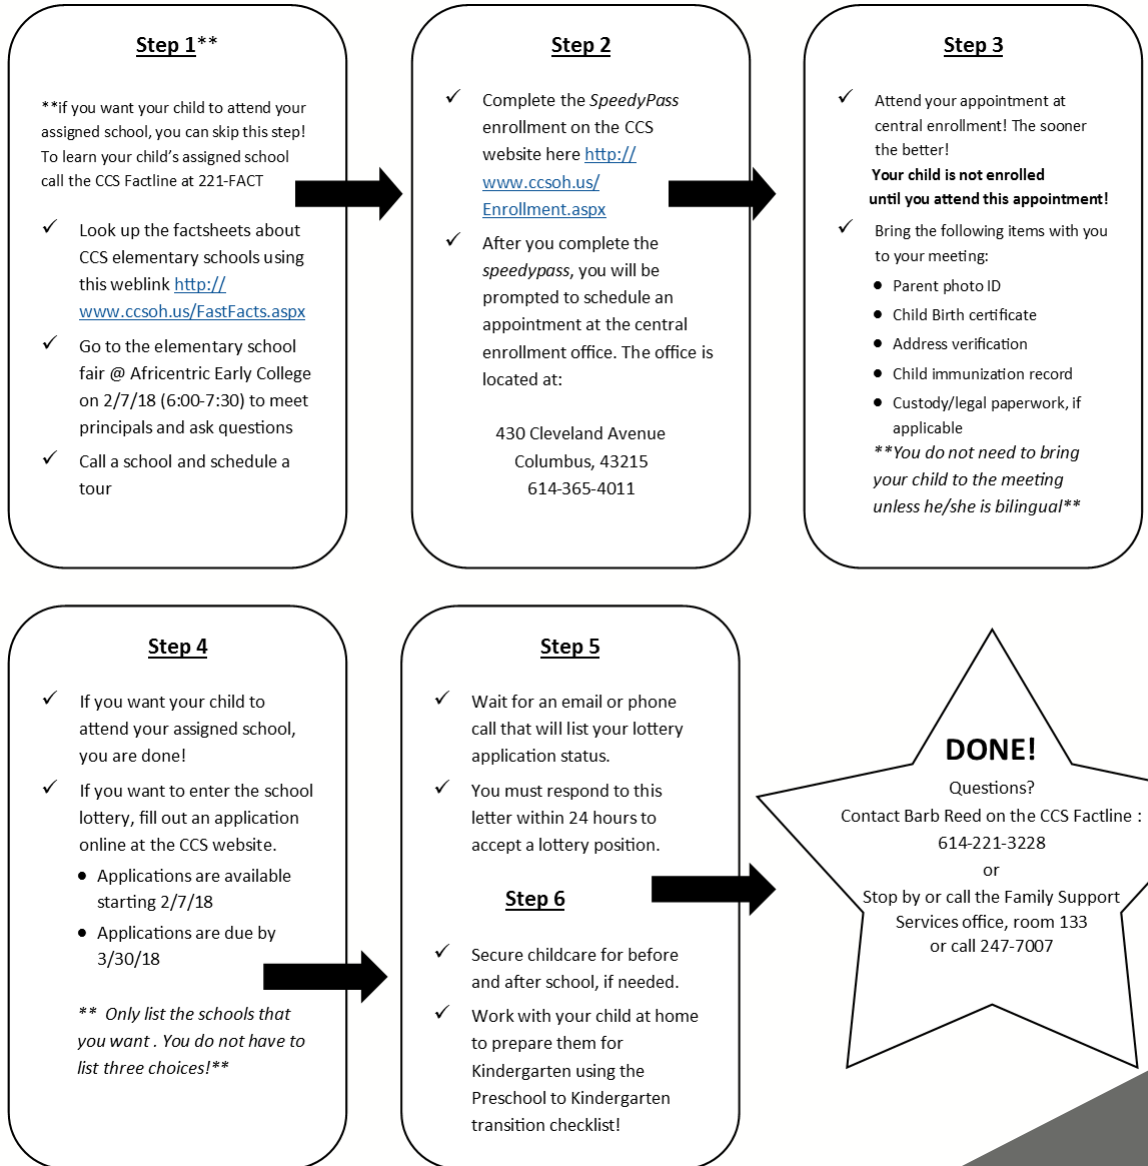 Step 1**
**if you want your child to attend your
assigned school, you can skip this step!
To learn your child's assigned school
call the CCS Factline at 221-FACT
✓ Look up the factsheets about
CCS elementary schools using
this weblink http://
www.ccsoh.us/FastFacts.aspx
✓ Go to the elementary school
fair @ Africentric Early College
on 2/7/18 (6:00-7:30) to meet
principals and ask questions
✓ Call a school and schedule a
tour
Step 2
✓ Complete the SpeedyPass
enrollment on the CCS
website here http://
www.ccsoh.us/
Enrollment.aspx
✓ After you complete the
speedypass, you will be
prompted to schedule an
appointment at the central
enrollment office. The office is
located at:
430 Cleveland Avenue
Columbus, 43215
614-365-4011
Step 3
✓ Attend your appointment at
central enrollment! The sooner
the better!
Your child is not enrolled
until you attend this appointment!
✓ Bring the following items with you
to your meeting:
• Parent photo ID
• Child Birth certificate
• Address verification
• Child immunization record
• Custody/legal paperwork, if
applicable
**You do not need to bring
your child to the meeting
unless he/she is bilingual**
Step 4
✓ If you want your child to
attend your assigned school,
you are done!
✓ If you want to enter the school
lottery, fill out an application
online at the CCS website.
• Applications are available
starting 2/7/18
• Applications are due by
3/30/18
** Only list the schools that
you want . You do not have to
list three choices!**
Step 5
✓ Wait for an email or phone
call that will list your lottery
application status.
✓ You must respond to this
letter within 24 hours to
accept a lottery position.
Step 6
✓ Secure childcare for before
and after school, if needed.
✓ Work with your child at home
to prepare them for
Kindergarten using the
Preschool to Kindergarten
transition checklist!
DONE!
Questions?
Contact Barb Reed on the CCS Factline :
614-221-3228
or
Stop by or call the Family Support
Services office, room 133
or call 247-7007